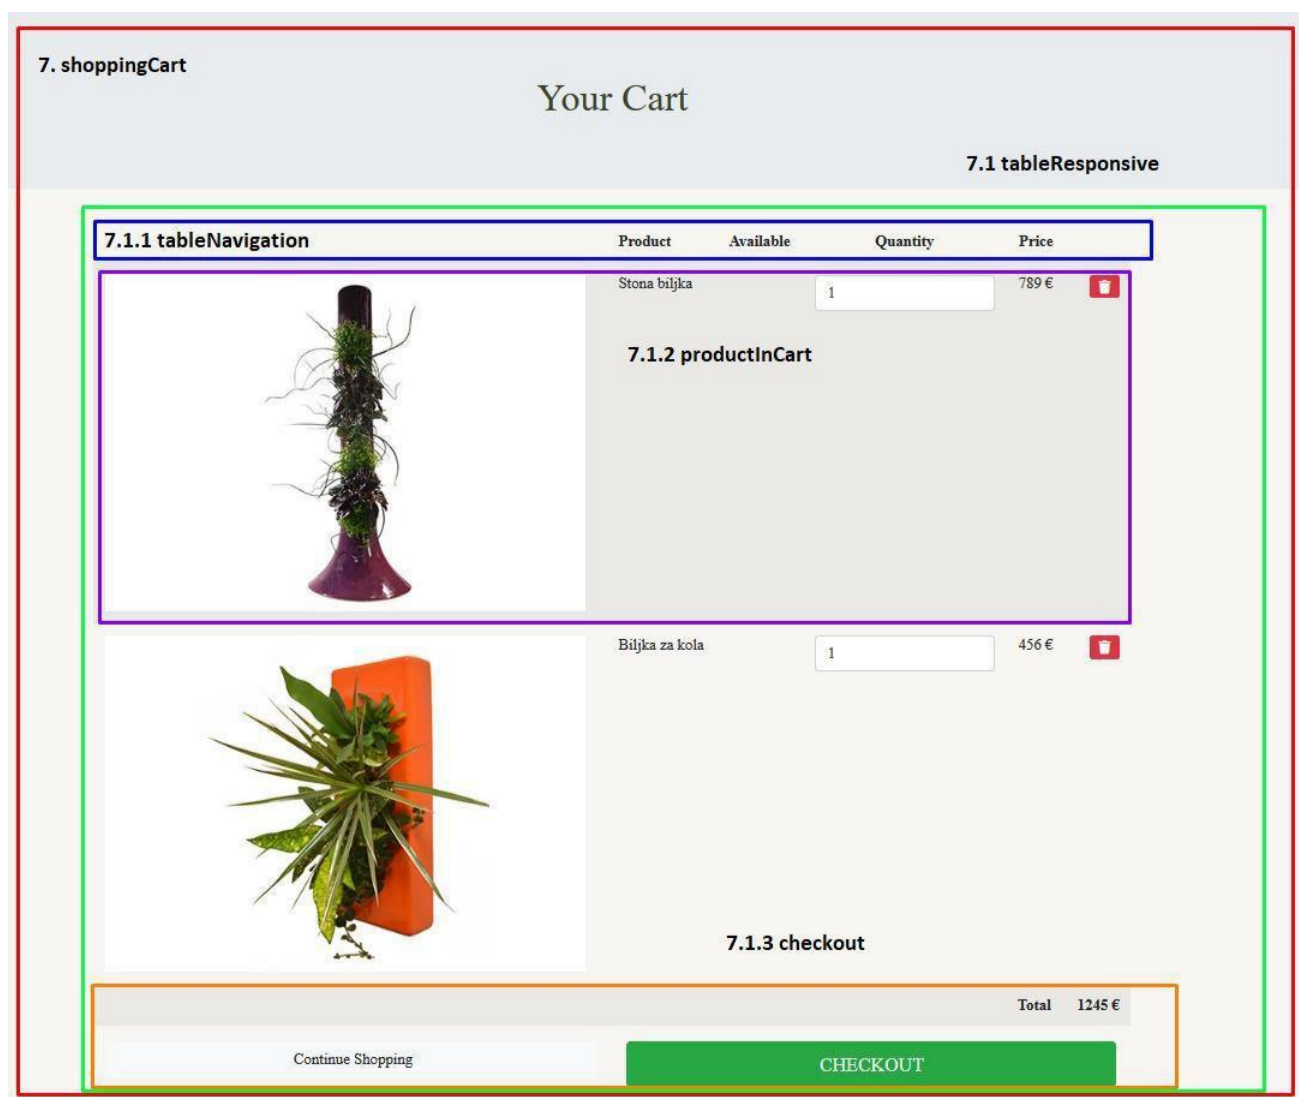 7. shoppingCart
Your Cart
7.1 tableResponsive
7.1.1 tableNavigation Product Available Quantity Price
Stona biljka 1 789 €
7.1.2 productInCart
Biljka za kola 1 456 €
7.1.3 checkout
Total 1245 €
Continue Shopping CHECKOUT